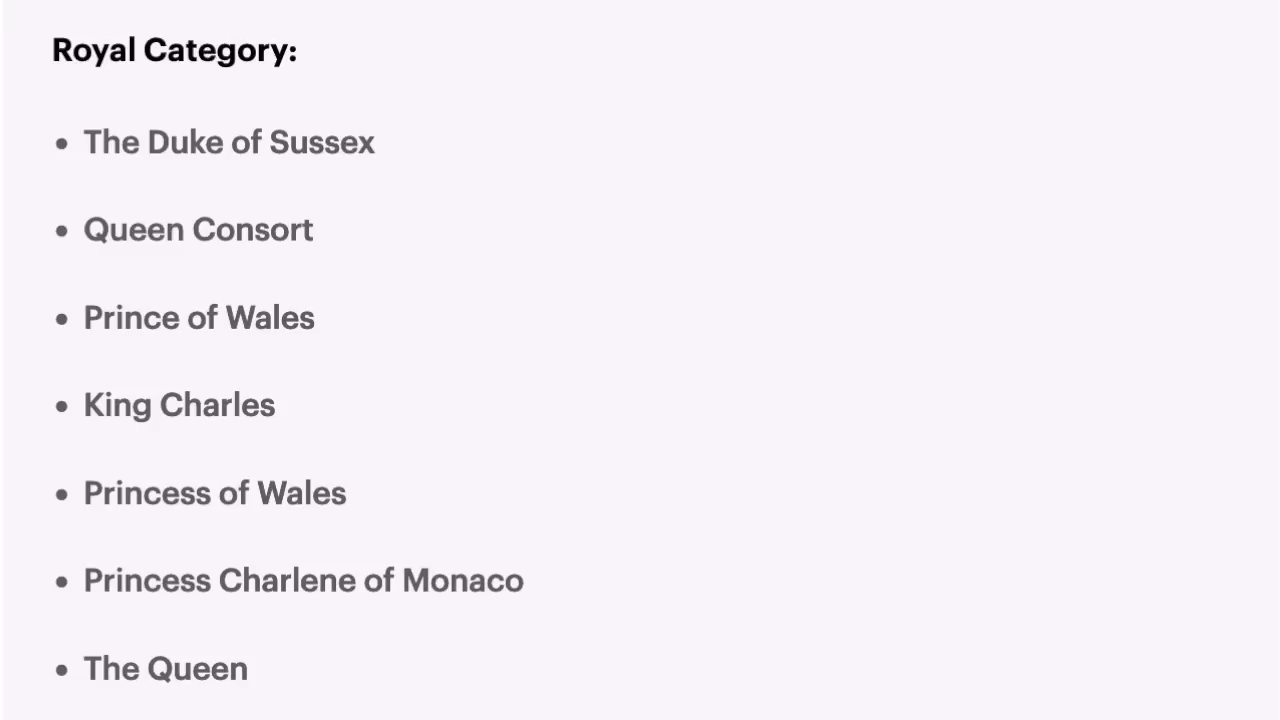 Royal Category:
• The Duke of Sussex
• Queen Consort
• Prince of Wales
• King Charles
• Princess of Wales
• Princess Charlene of Monaco
• The Queen